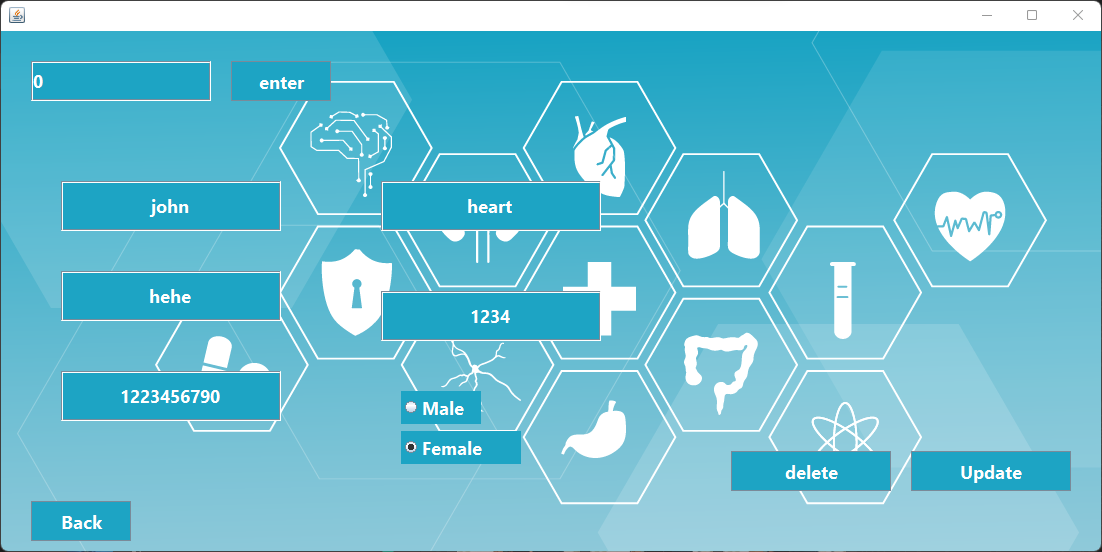 0
enter
john
heart
hehe
1234
1223456790
Male
Female
delete
Update
Back